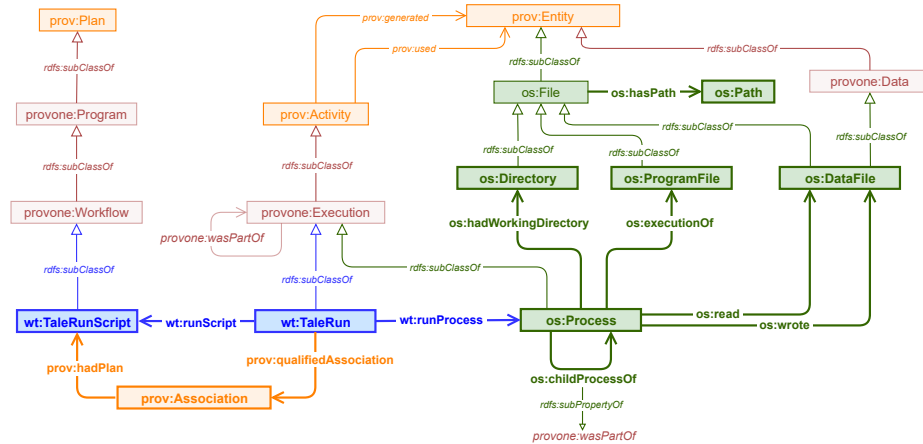 prov:Plan
prov:generated
prov:Entity
prov:used
rdfs:subClassOf
rdfs:subClassOf
rdfs:subClassOf
provone:Data
os:File
os:hasPath
os:Path
provone:Program
prov:Activity
rdfs:subClassOf
rdfs:subClassOf
rdfs:subClassOf
rdfs:subClassOf
rdfs:subClassOf
rdfs:subClassOf
os:Directory
os:ProgramFile
os:DataFile
provone:Workflow
provone:Execution
os:hadWorkingDirectory
os:executionOf
provone:wasPartOf
rdfs:subClassOf
rdfs:subClassOf
rdfs:subClassOf
wt:TaleRunScript
wt:runScript
wt:TaleRun
wt:runProcess
os:Process
os:read
os:wrote
prov:hadPlan
prov:qualifiedAssociation
os:childProcessOf
prov:Association
rdfs:subPropertyOf
provone:wasPartOf